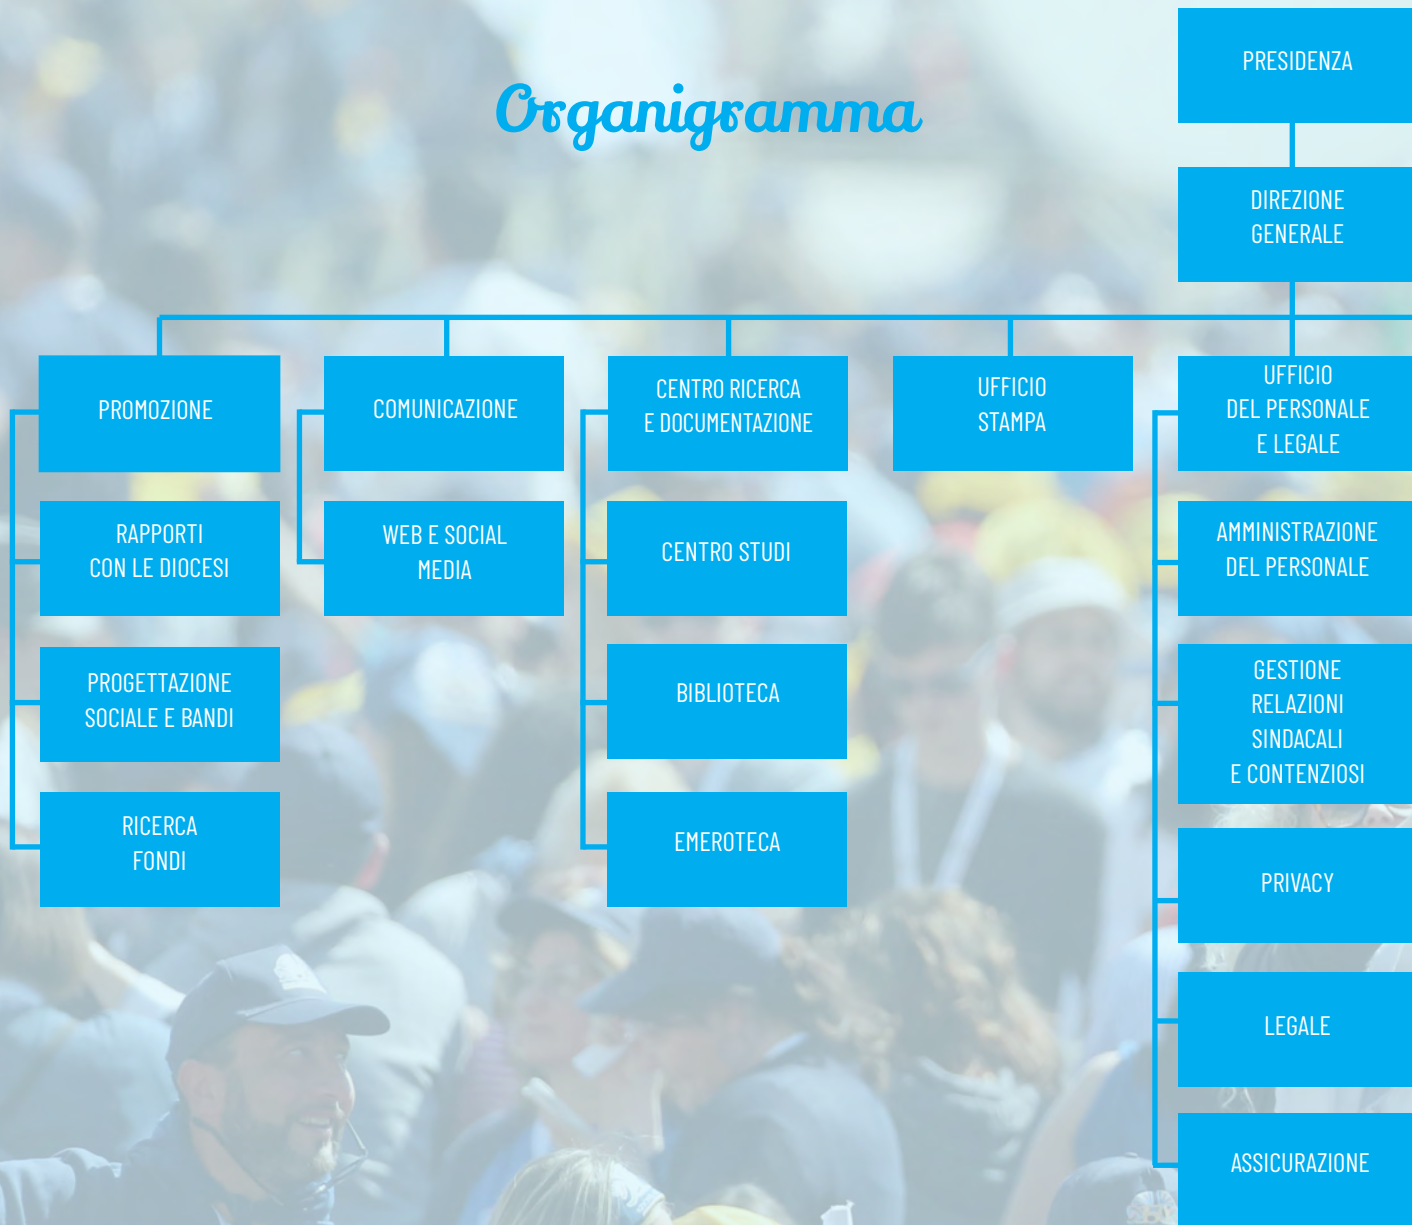 Organigramma
PRESIDENZA
DIREZIONE
GENERALE
PROMOZIONE
RAPPORTI
CON LE DIOCESI
PROGETTAZIONE
SOCIALE E BANDI
RICERCA
FONDI
COMUNICAZIONE
WEB E SOCIAL
MEDIA
CENTRO RICERCA
E DOCUMENTAZIONE
CENTRO STUDI
BIBLIOTECA
EMEROTECA
UFFICIO
STAMPA
UFFICIO
DEL PERSONALE
E LEGALE
AMMINISTRAZIONE
DEL PERSONALE
GESTIONE
RELAZIONI
SINDACALI
E CONTENZIOSI
PRIVACY
LEGALE
ASSICURAZIONE